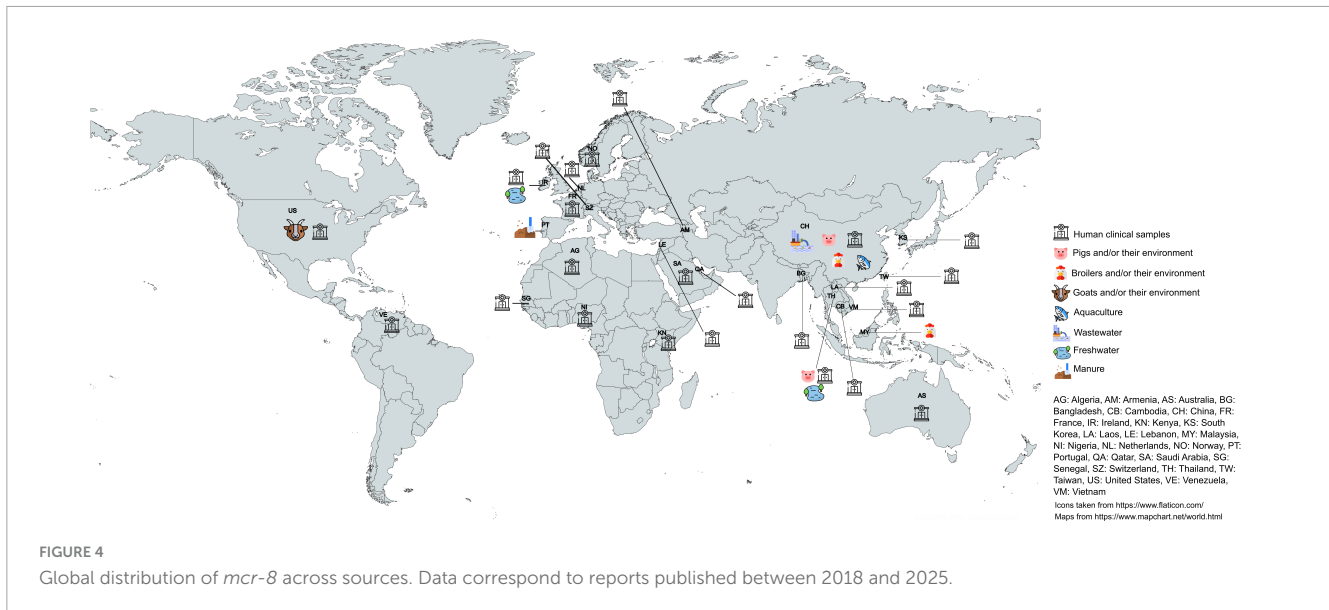 NO
IR
NL
FR
SZ
PT
US
AM
CH
KS
LE
AG
SA
QA
BG
TW
LA
TH
SG
NI
CB
VM
VE
KN
MY
AS
Human clinical samples
Pigs and/or their environment
Broilers and/or their environment
Goats and/or their environment
Aquaculture
Wastewater
Freshwater
Manure
AG: Algeria, AM: Armenia, AS: Australia, BG:
Bangladesh, CB: Cambodia, CH: China, FR:
France, IR: Ireland, KN: Kenya, KS: South
Korea, LA: Laos, LE: Lebanon, MY: Malaysia,
NI: Nigeria, NL: Netherlands, NO: Norway, PT:
Portugal, QA: Qatar, SA: Saudi Arabia, SG:
Senegal, SZ: Switzerland, TH: Thailand, TW:
Taiwan, US: United States, VE: Venezuela,
VM: Vietnam
Icons taken from https://www.flaticon.com/
Maps from https://www.mapchart.net/world.html
FIGURE 4
Global distribution of mcr-8 across sources. Data correspond to reports published between 2018 and 2025.